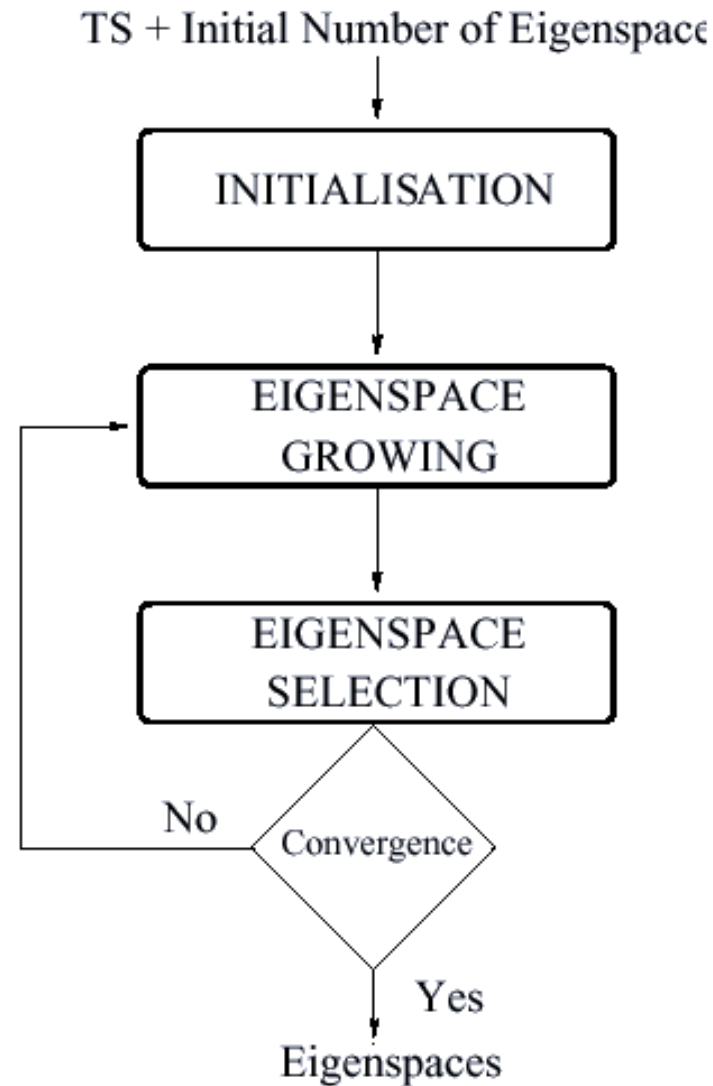 TS + Initial Number of Eigenspace
INITIALISATION
EIGENSPACE
GROWING
EIGENSPACE
SELECTION
No
Convergence
Yes
Eigenspaces